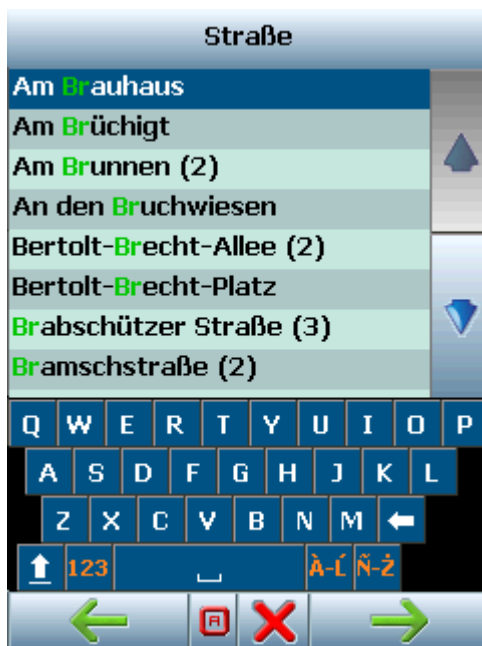 Straße
Am Brauhaus
Am Brüchigt
Am Brunnen (2)
An den Bruchwiesen
Bertolt-Brecht-Allee (2)
Bertolt-Brecht-Platz
Brabschützer Straße (3)
Bramschstraße (2)
Q W E R T Y U I O P
A S D F G H J K L
Z X C V B N M
123 À-Ĺ Ñ-Ż
A